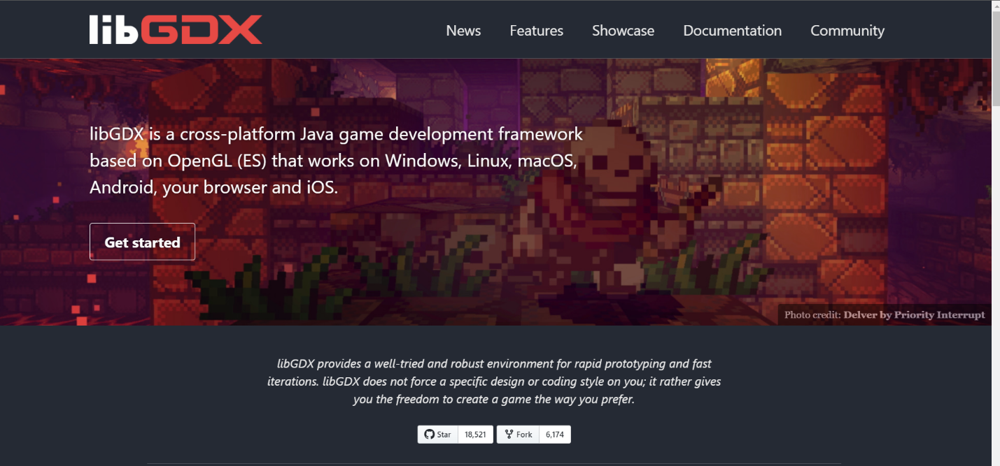 libGDX
News Features Showcase Documentation Community
libGDX is a cross-platform Java game development framework
based on OpenGL (ES) that works on Windows, Linux, macOS,
Android, your browser and iOS.
Get started
Photo credit: Delver by Priority Interrupt
libGDX provides a well-tried and robust environment for rapid prototyping and fast
iterations. libGDX does not force a specific design or coding style on you; it rather gives
you the freedom to create a game the way you prefer.
Star 18,521 Fork 6,174